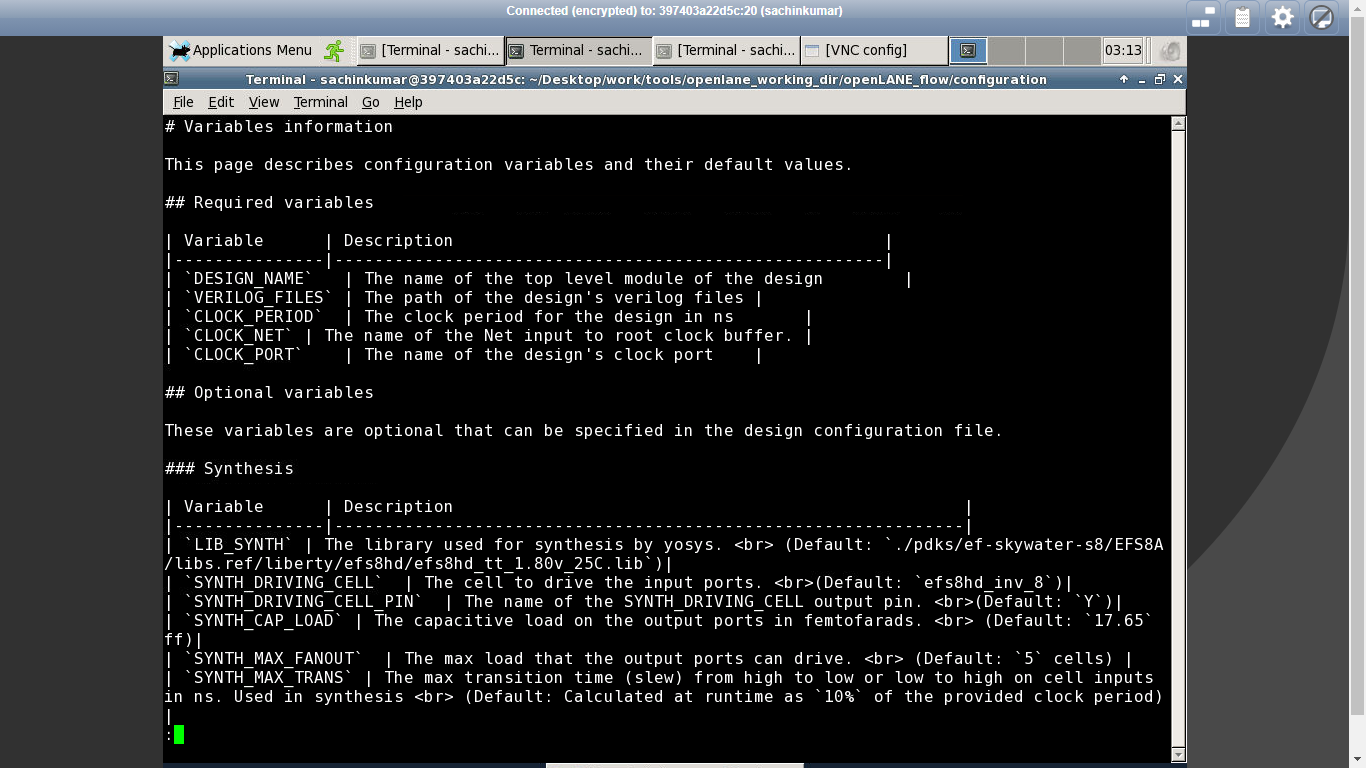 Connected (encrypted) to: 397403a22d5c:20 (sachinkumar)
Applications Menu [Terminal - sachi... Terminal - sachi... [Terminal - sachi... [VNC config] 03:13
Terminal - sachinkumar@397403a22d5c: ~/Desktop/work/tools/openlane_working_dir/openLANE_flow/configuration
File Edit View Terminal Go Help
# Variables information
This page describes configuration variables and their default values.
## Required variables
| Variable      | Description                                           |
|---------------|-------------------------------------------------------|
| `DESIGN_NAME`   | The name of the top level module of the design        |
| `VERILOG_FILES` | The path of the design's verilog files |
| `CLOCK_PERIOD`  | The clock period for the design in ns       |
| `CLOCK_NET` | The name of the Net input to root clock buffer. |
| `CLOCK_PORT`    | The name of the design's clock port    |
## Optional variables
These variables are optional that can be specified in the design configuration file.
### Synthesis
| Variable      | Description                                                   |
|---------------|---------------------------------------------------------------|
| `LIB_SYNTH` | The library used for synthesis by yosys. <br> (Default: `./pdks/ef-skywater-s8/EFS8A
/libs.ref/liberty/efs8hd/efs8hd_tt_1.80v_25C.lib`)|
| `SYNTH_DRIVING_CELL`  | The cell to drive the input ports. <br>(Default: `efs8hd_inv_8`)|
| `SYNTH_DRIVING_CELL_PIN`  | The name of the SYNTH_DRIVING_CELL output pin. <br>(Default: `Y`)|
| `SYNTH_CAP_LOAD` | The capacitive load on the output ports in femtofarads. <br> (Default: `17.65`
ff)|
| `SYNTH_MAX_FANOUT`  | The max load that the output ports can drive. <br> (Default: `5` cells) |
| `SYNTH_MAX_TRANS` | The max transition time (slew) from high to low or low to high on cell inputs
in ns. Used in synthesis <br> (Default: Calculated at runtime as `10%` of the provided clock period)
|
: